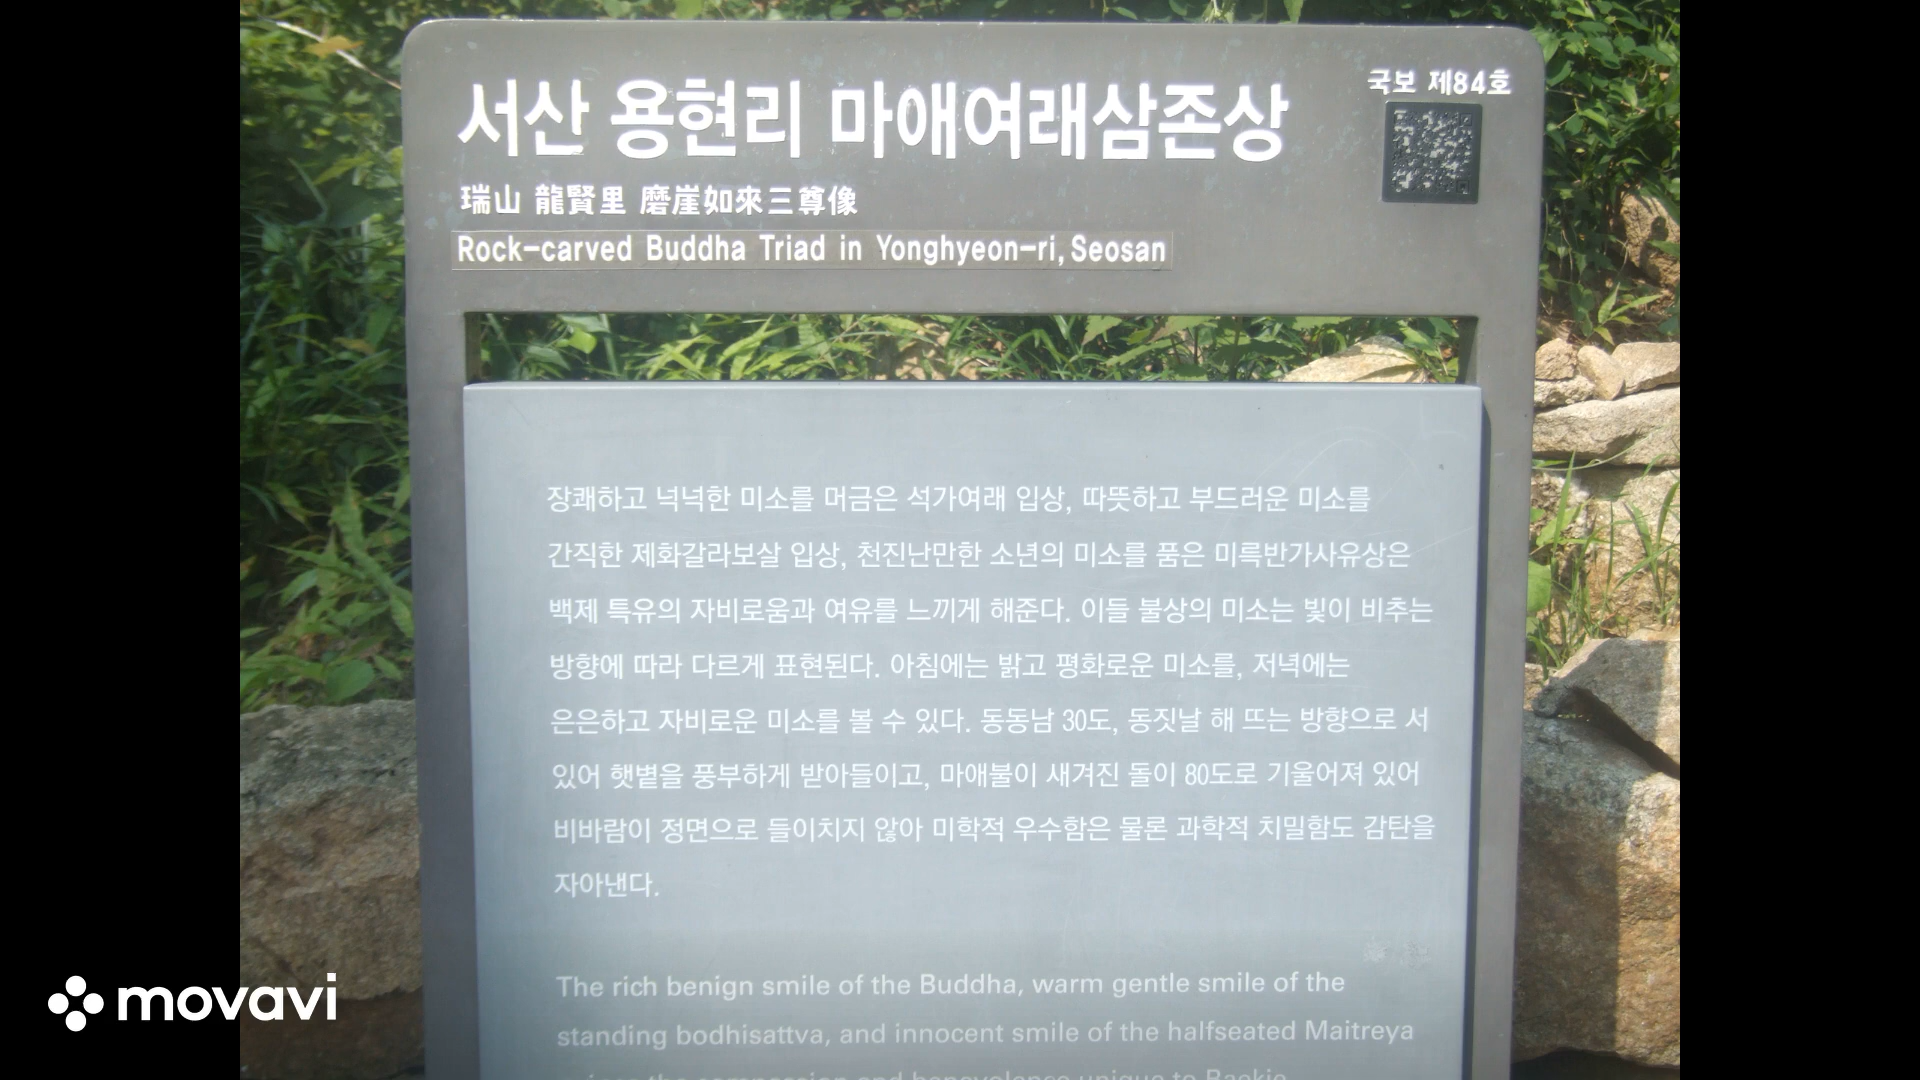 서산 용현리 마애여래삼존상
국보 제84호
瑞山 龍賢里 磨崖如來三尊像
Rock-carved Buddha Triad in Yonghyeon-ri, Seosan
장쾌하고 넉넉한 미소를 머금은 석가여래 입상, 따뜻하고 부드러운 미소를
간직한 제화갈라보살 입상, 천진난만한 소년의 미소를 품은 미륵반가사유상은
백제 특유의 자비로움과 여유를 느끼게 해준다. 이들 불상의 미소는 빛이 비추는
방향에 따라 다르게 표현된다. 아침에는 밝고 평화로운 미소를, 저녁에는
은은하고 자비로운 미소를 볼 수 있다. 동동남 30도, 동짓날 해 뜨는 방향으로 서
있어 햇볕을 풍부하게 받아들이고, 마애불이 새겨진 돌이 80도로 기울어져 있어
비바람이 정면으로 들이치지 않아 미학적 우수함은 물론 과학적 치밀함도 감탄을
자아낸다.
The rich benign smile of the Buddha, warm gentle smile of the
standing bodhisattva, and innocent smile of the halfseated Maitreya
the compassion and benevolence unique to Baekje
movavi